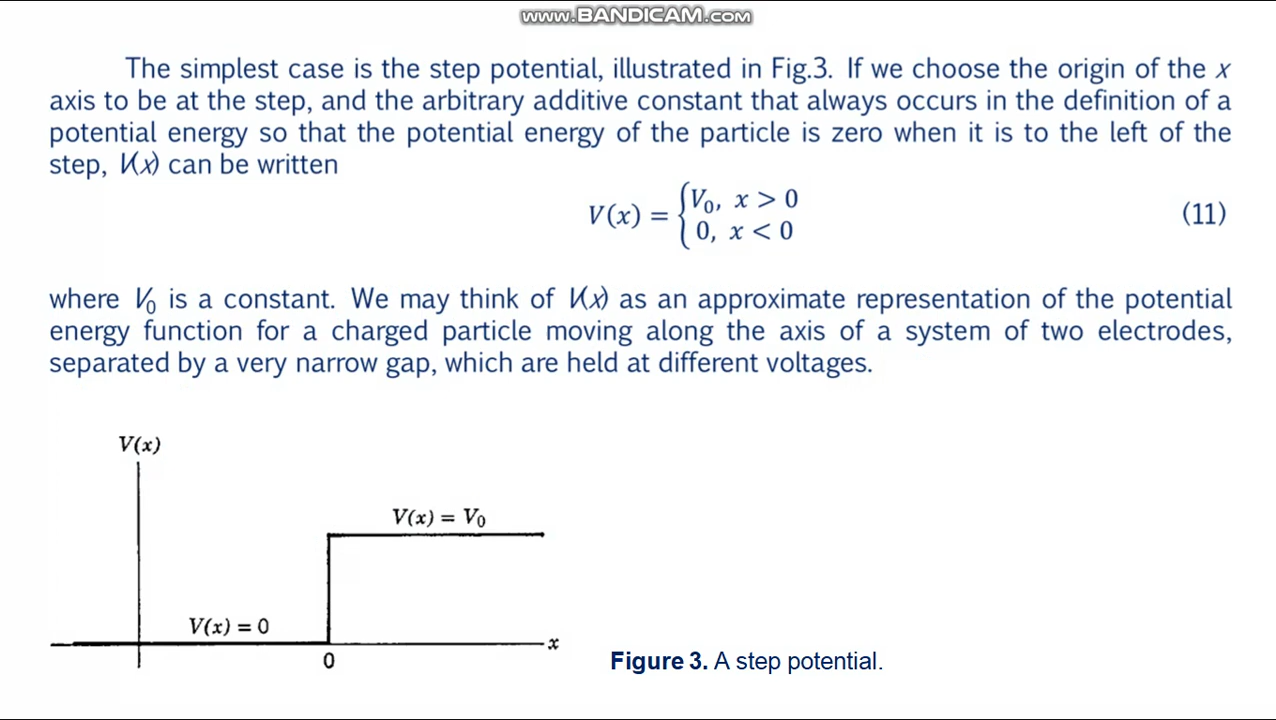 www.BANDICAM.com
The simplest case is the step potential, illustrated in Fig.3. If we choose the origin of the x
axis to be at the step, and the arbitrary additive constant that always occurs in the definition of a
potential energy so that the potential energy of the particle is zero when it is to the left of the
step, V(x) can be written
V(x) = {V₀, x > 0
0, x < 0
(11)
where V₀ is a constant. We may think of V(x) as an approximate representation of the potential
energy function for a charged particle moving along the axis of a system of two electrodes,
separated by a very narrow gap, which are held at different voltages.
V(x)
V(x) = V₀
V(x) = 0
x
0
Figure 3. A step potential.